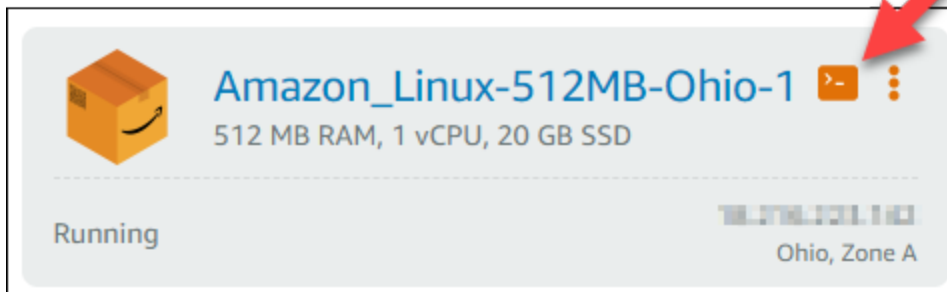 Amazon_Linux-512MB-Ohio-1 >-
512 MB RAM, 1 vCPU, 20 GB SSD
Running
Ohio, Zone A